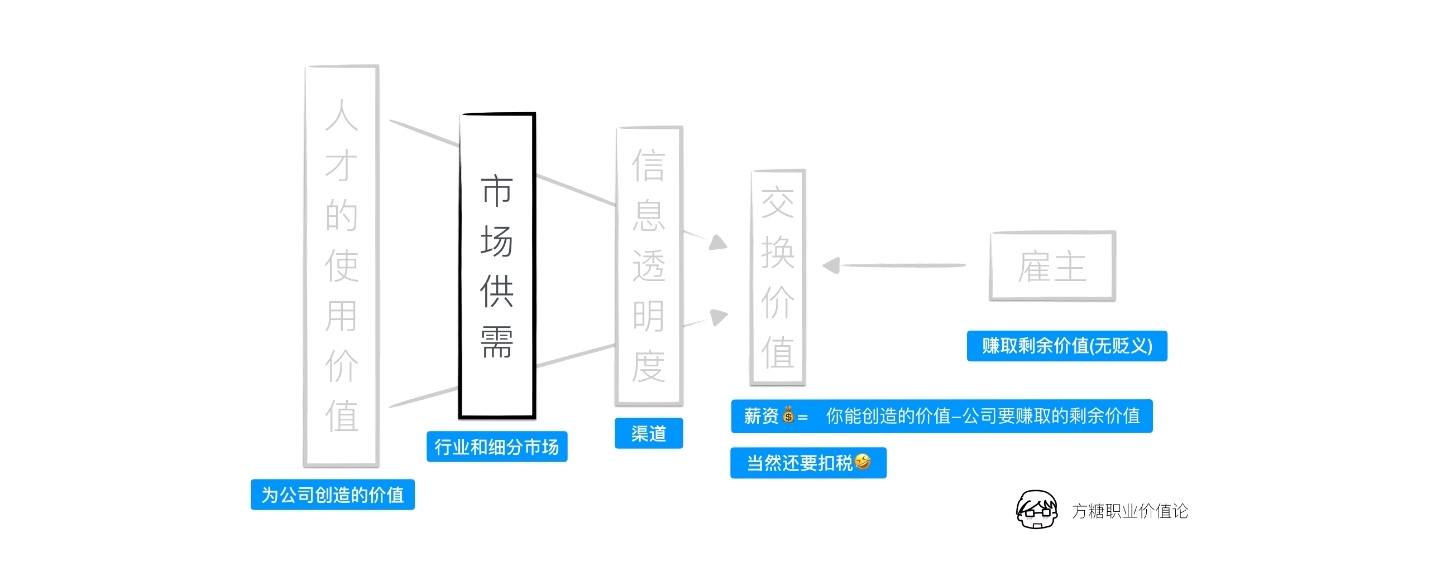 人才的使用价值
为公司创造的价值
市场供需
行业和细分市场
信息透明度
渠道
交换价值
薪资💰= 你能创造的价值-公司要赚取的剩余价值
当然还要扣税🤣
雇主
赚取剩余价值(无贬义)
方糖职业价值论